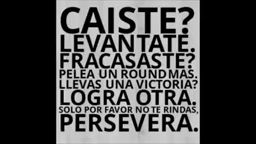 CAISTE?
LEVANTATE.
FRACASASTE?
PELEA UN ROUND MAS.
LLEVAS UNA VICTORIA?
LOGRA OTRA.
SOLO POR FAVOR NO TE RINDAS,
PERSEVERA.